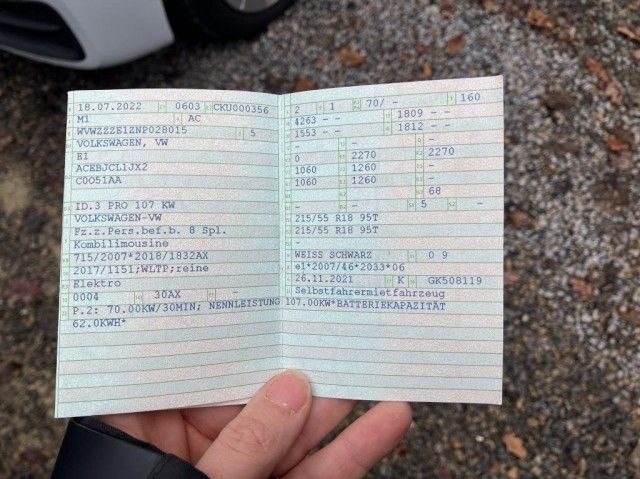 18.07.2022 0603 CKU000356
M1 AC
WVWZZZE1ZNP028015 5
VOLKSWAGEN, VW
E1
ACEBJCL1JX2
C0051AA
ID.3 PRO 107 KW
VOLKSWAGEN-VW
Fz.z.Pers.bef.b. 8 Spl.
Kombilimousine
715/2007*2018/1832AX
2017/1151;WLTP;reine
Elektro
0004 30AX -
P.2: 70.00KW/30MIN; NENNLEISTUNG 107.00KW*BATTERIEKAPAZITÄT
62.0KWH*
2 1 70/ - 160
4263 - - 1809 - -
1553 - - 1812 - -
- - -
0 2270 2270
1060 1260 - -
1060 1260 - -
- - 68
- - 5 -
215/55 R18 95T
215/55 R18 95T
-
WEISS SCHWARZ 0 9
e1*2007/46*2033*06
26.11.2021 K GK508119
Selbstfahrermietfahrzeug